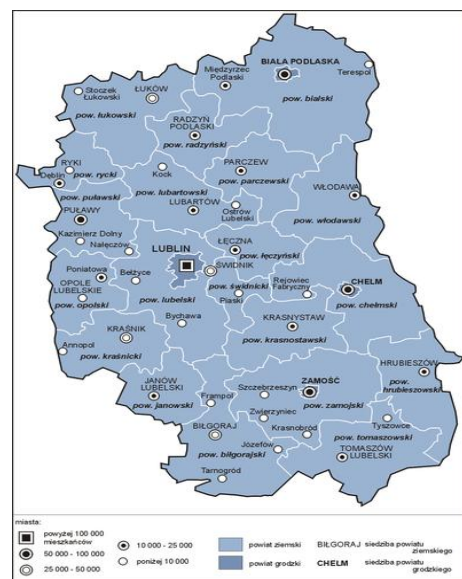 BIAŁA PODLASKA
Międzyrzec
Podlaski
Terespol
Stoczek
Łukowski
ŁUKÓW
pow. łukowski
pow. bialski
RADZYŃ
PODLASKI
pow. radzyński
RYKI
pow. rycki
Dęblin
Kock
PARCZEW
pow. parczewski
pow. puławski
pow. lubartowski
LUBARTÓW
WŁODAWA
pow. włodawski
PUŁAWY
Ostrów
Lubelski
Kazimierz Dolny
Nałęczów
LUBLIN
ŁĘCZNA
pow. łęczyński
ŚWIDNIK
Poniatowa
Bełżyce
OPOLE
LUBELSKIE
pow. opolski
pow. lubelski
pow. świdnicki
Piaski
Rejowiec
Fabryczny
CHEŁM
pow. chełmski
Bychawa
KRASNYSTAW
pow. krasnostawski
KRAŚNIK
Annopol
pow. kraśnicki
HRUBIESZÓW
pow.
hrubieszowski
JANÓW
LUBELSKI
pow. janowski
Frampol
Szczebrzeszyn
ZAMOŚĆ
pow. zamojski
Zwierzyniec
BIŁGORAJ
Krasnobród
Tyszowce
pow. tomaszowski
Józefów
pow. biłgorajski
TOMASZÓW
LUBELSKI
Tarnogród
miasta:
powyżej 100 000
mieszkańców
50 000 - 100 000
25 000 - 50 000
10 000 - 25 000
poniżej 10 000
powiat ziemski
powiat grodzki
BIŁGORAJ siedziba powiatu
ziemskiego
CHEŁM siedziba powiatu
grodzkiego